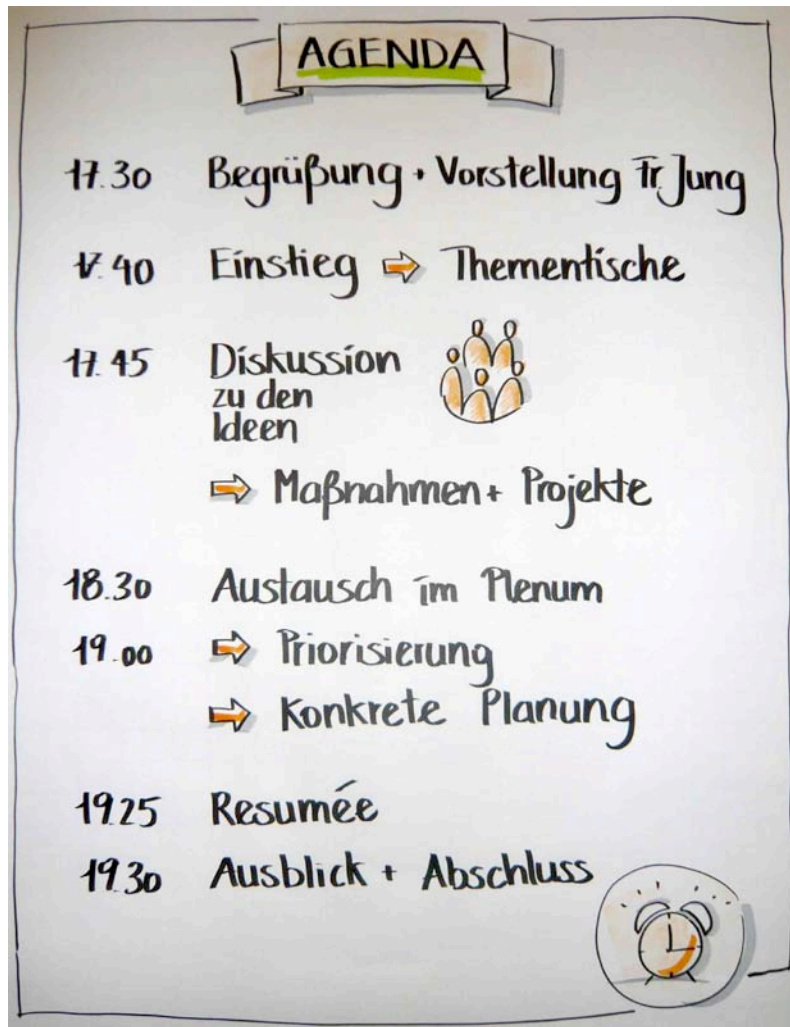 AGENDA
17.30 Begrüßung + Vorstellung Fr. Jung
17.40 Einstieg ⇨ Thementische
17.45 Diskussion
zu den
Ideen
⇨ Maßnahmen + Projekte
18.30 Austausch im Plenum
19.00 ⇨ Priorisierung
⇨ Konkrete Planung
19.25 Resumée
19.30 Ausblick + Abschluss